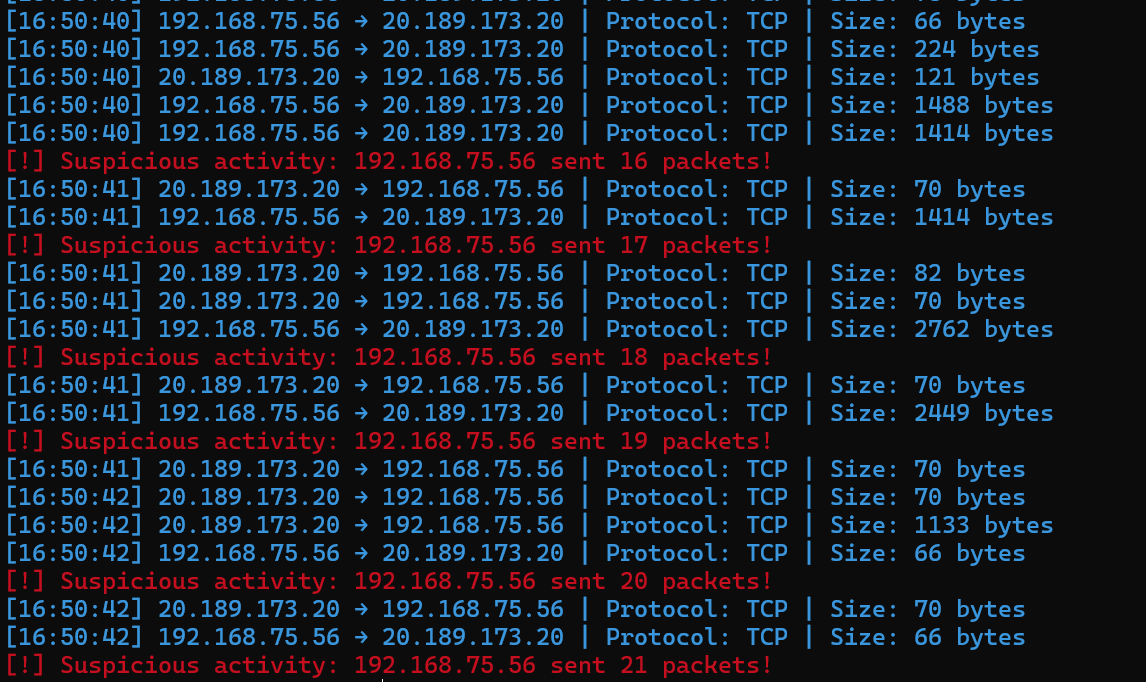 [16:50:40] 192.168.75.56 → 20.189.173.20 | Protocol: TCP | Size: 66 bytes
[16:50:40] 192.168.75.56 → 20.189.173.20 | Protocol: TCP | Size: 224 bytes
[16:50:40] 20.189.173.20 → 192.168.75.56 | Protocol: TCP | Size: 121 bytes
[16:50:40] 192.168.75.56 → 20.189.173.20 | Protocol: TCP | Size: 1488 bytes
[16:50:40] 192.168.75.56 → 20.189.173.20 | Protocol: TCP | Size: 1414 bytes
[!] Suspicious activity: 192.168.75.56 sent 16 packets!
[16:50:41] 20.189.173.20 → 192.168.75.56 | Protocol: TCP | Size: 70 bytes
[16:50:41] 192.168.75.56 → 20.189.173.20 | Protocol: TCP | Size: 1414 bytes
[!] Suspicious activity: 192.168.75.56 sent 17 packets!
[16:50:41] 20.189.173.20 → 192.168.75.56 | Protocol: TCP | Size: 82 bytes
[16:50:41] 20.189.173.20 → 192.168.75.56 | Protocol: TCP | Size: 70 bytes
[16:50:41] 192.168.75.56 → 20.189.173.20 | Protocol: TCP | Size: 2762 bytes
[!] Suspicious activity: 192.168.75.56 sent 18 packets!
[16:50:41] 20.189.173.20 → 192.168.75.56 | Protocol: TCP | Size: 70 bytes
[16:50:41] 192.168.75.56 → 20.189.173.20 | Protocol: TCP | Size: 2449 bytes
[!] Suspicious activity: 192.168.75.56 sent 19 packets!
[16:50:41] 20.189.173.20 → 192.168.75.56 | Protocol: TCP | Size: 70 bytes
[16:50:42] 20.189.173.20 → 192.168.75.56 | Protocol: TCP | Size: 70 bytes
[16:50:42] 20.189.173.20 → 192.168.75.56 | Protocol: TCP | Size: 1133 bytes
[16:50:42] 192.168.75.56 → 20.189.173.20 | Protocol: TCP | Size: 66 bytes
[!] Suspicious activity: 192.168.75.56 sent 20 packets!
[16:50:42] 20.189.173.20 → 192.168.75.56 | Protocol: TCP | Size: 70 bytes
[16:50:42] 192.168.75.56 → 20.189.173.20 | Protocol: TCP | Size: 66 bytes
[!] Suspicious activity: 192.168.75.56 sent 21 packets!